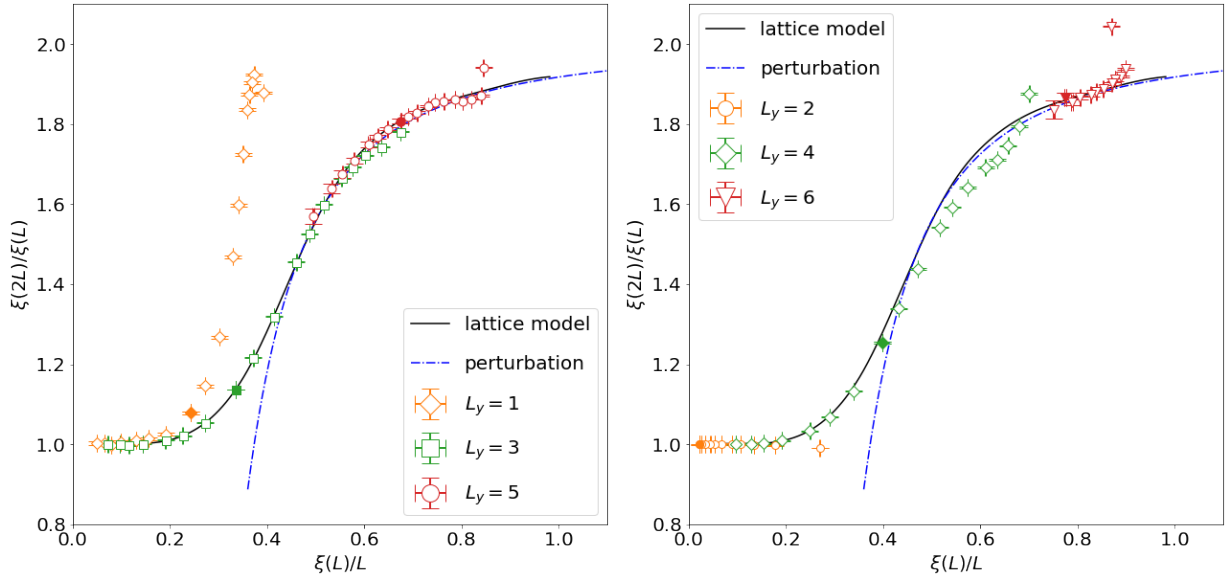 2.0
1.8
1.6
1.4
1.2
1.0
0.8
ξ(2L)/ξ(L)
lattice model
perturbation
L_y = 1
L_y = 3
L_y = 5
0.0 0.2 0.4 0.6 0.8 1.0
ξ(L)/L
2.0
1.8
1.6
1.4
1.2
1.0
0.8
ξ(2L)/ξ(L)
lattice model
perturbation
L_y = 2
L_y = 4
L_y = 6
0.0 0.2 0.4 0.6 0.8 1.0
ξ(L)/L